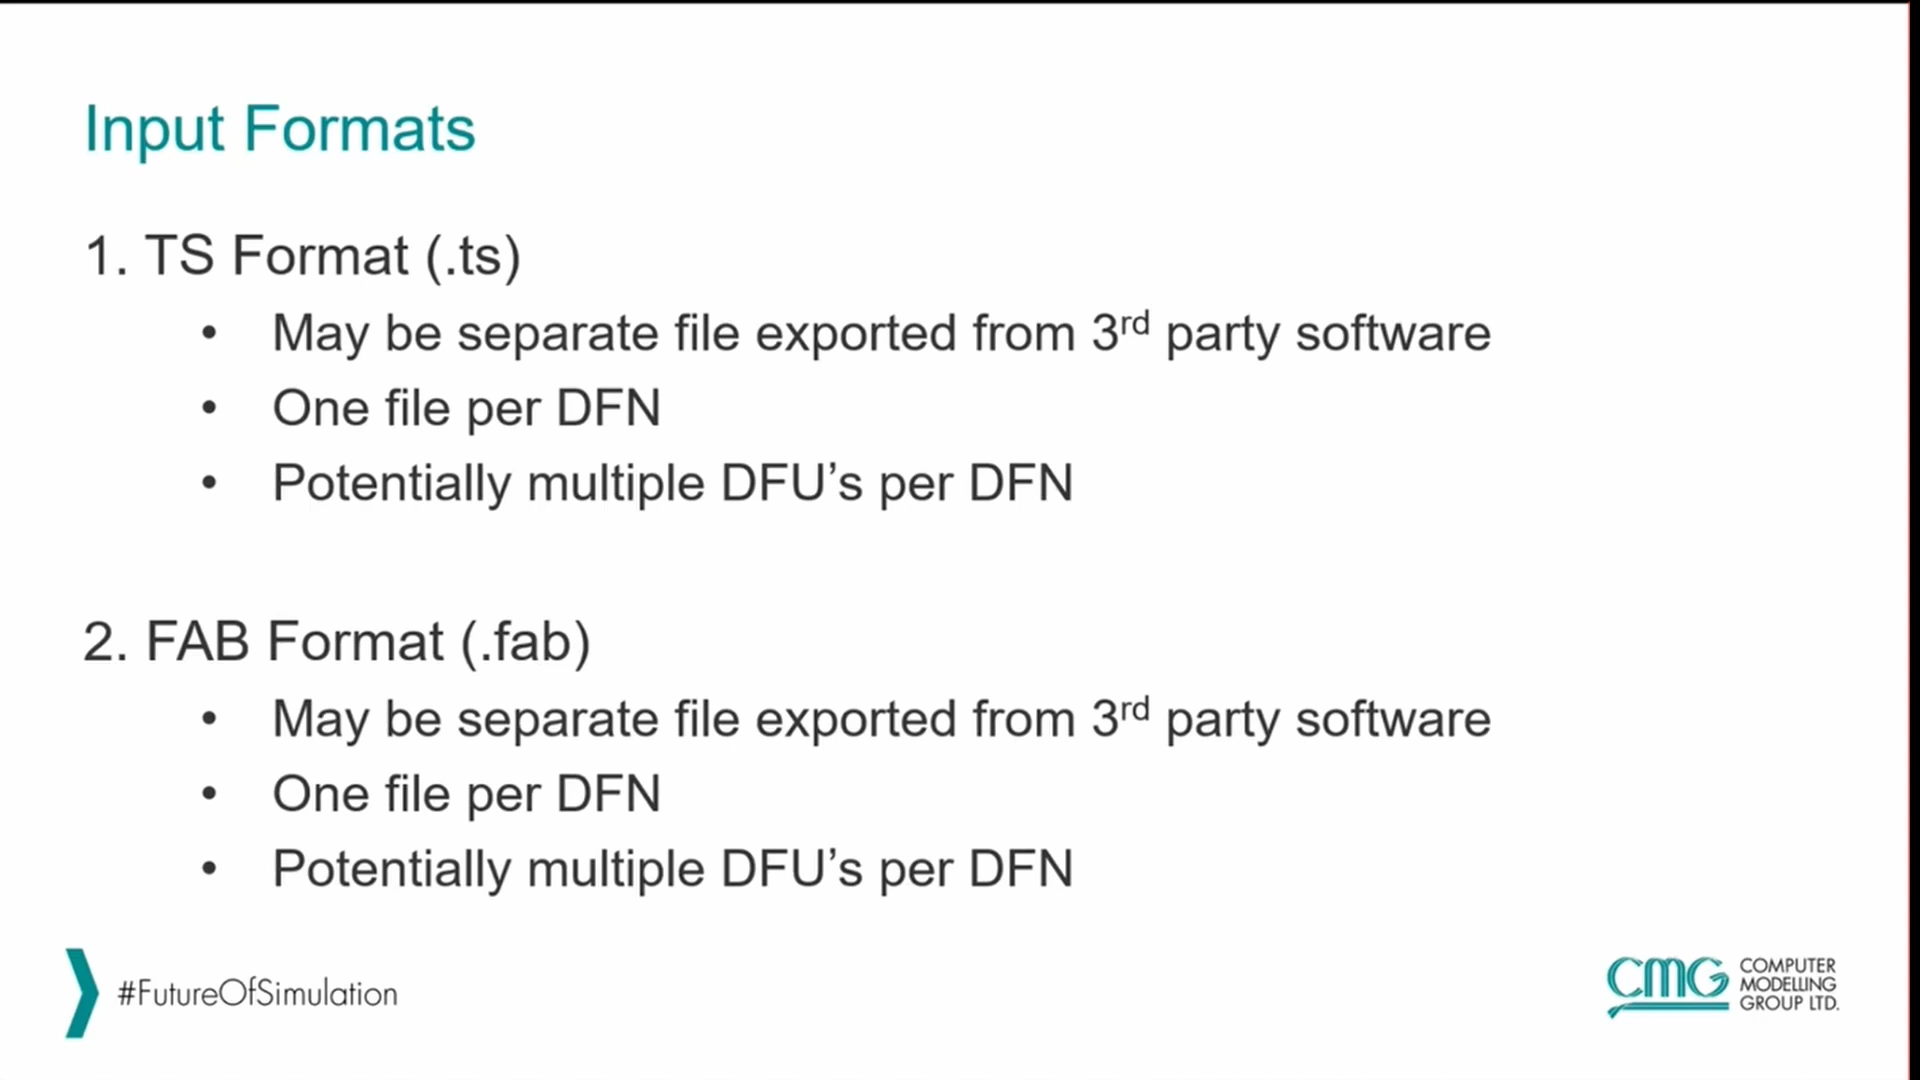 Input Formats
1. TS Format (.ts)
• May be separate file exported from 3rd party software
• One file per DFN
• Potentially multiple DFU’s per DFN
2. FAB Format (.fab)
• May be separate file exported from 3rd party software
• One file per DFN
• Potentially multiple DFU’s per DFN
#FutureOfSimulation
CMG
COMPUTER
MODELLING
GROUP LTD.